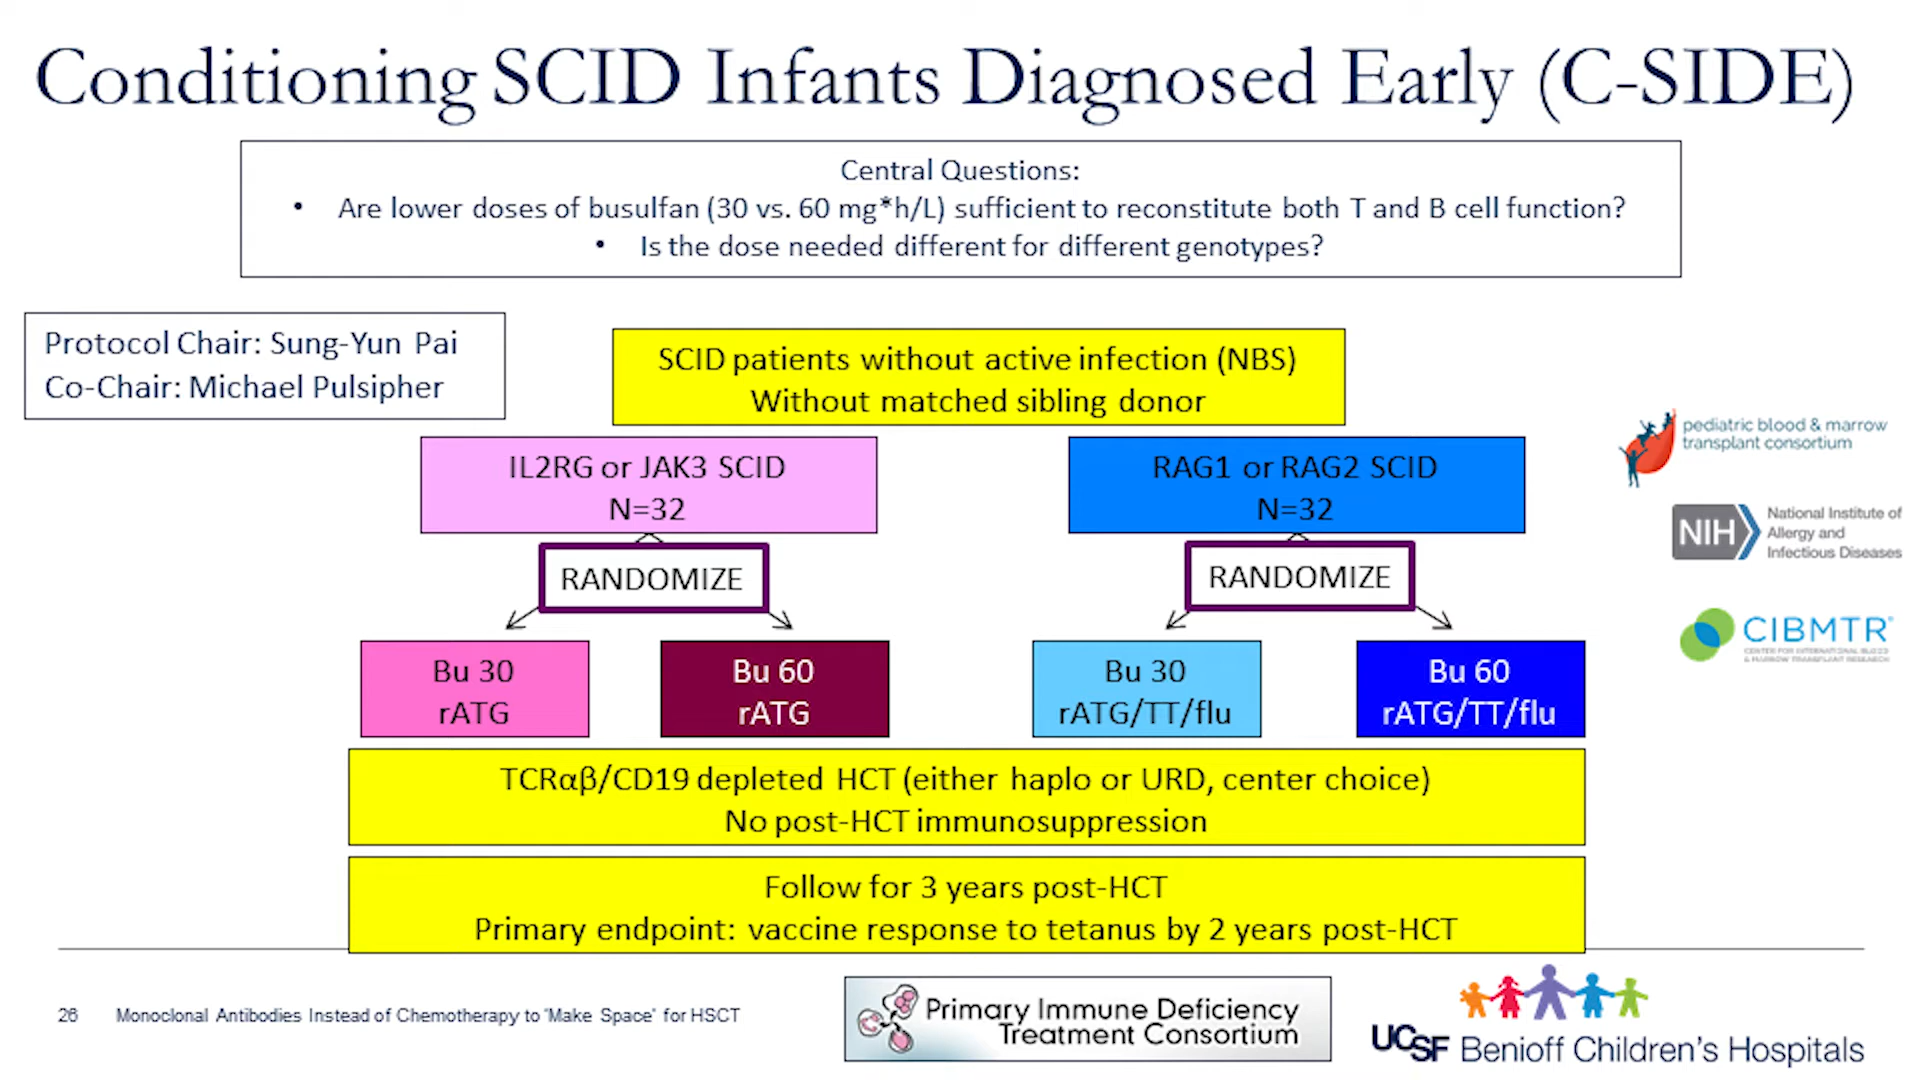 Conditioning SCID Infants Diagnosed Early (C-SIDE)
Central Questions:
• Are lower doses of busulfan (30 vs. 60 mg*h/L) sufficient to reconstitute both T and B cell function?
• Is the dose needed different for different genotypes?
Protocol Chair: Sung-Yun Pai
Co-Chair: Michael Pulsipher
SCID patients without active infection (NBS)
Without matched sibling donor
IL2RG or JAK3 SCID
N=32
RAG1 or RAG2 SCID
N=32
RANDOMIZE
RANDOMIZE
Bu 30
rATG
Bu 60
rATG
Bu 30
rATG/TT/flu
Bu 60
rATG/TT/flu
TCRαβ/CD19 depleted HCT (either haplo or URD, center choice)
No post-HCT immunosuppression
Follow for 3 years post-HCT
Primary endpoint: vaccine response to tetanus by 2 years post-HCT
pediatric blood & marrow
transplant consortium
NIH
National Institute of
Allergy and
Infectious Diseases
CIBMTR®
CENTER FOR INTERNATIONAL BLOOD
& MARROW TRANSPLANT RESEARCH
26 Monoclonal Antibodies Instead of Chemotherapy to 'Make Space' for HSCT
Primary Immune Deficiency
Treatment Consortium
UCSF Benioff Children's Hospitals